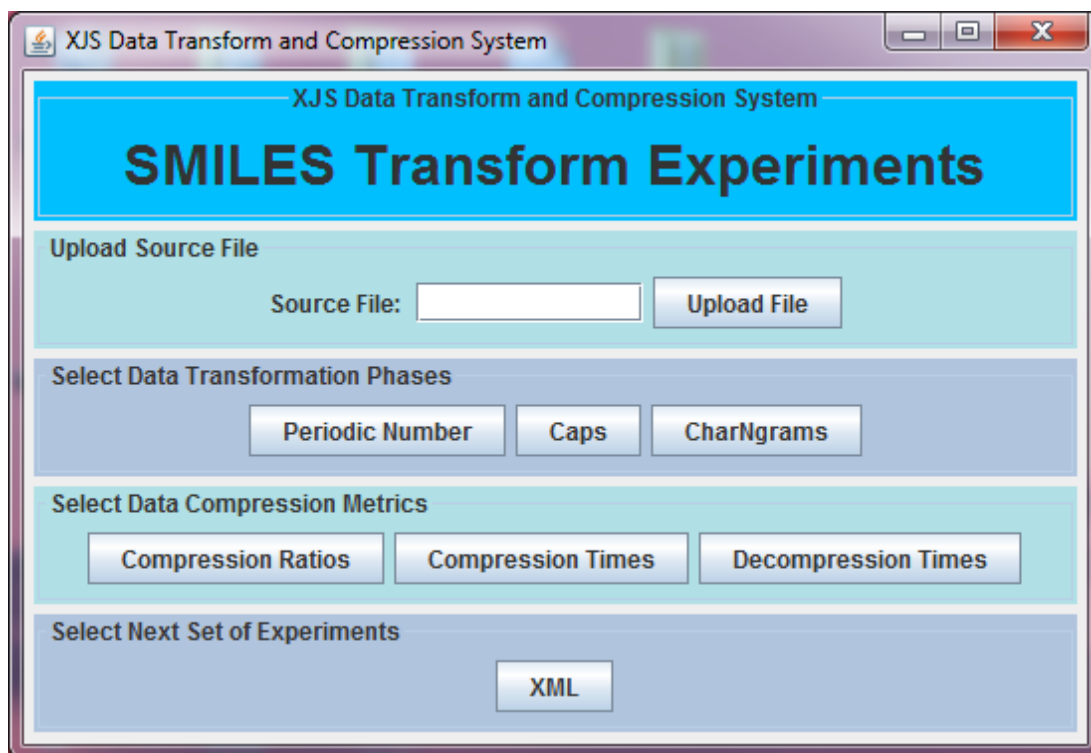 XJS Data Transform and Compression System
XJS Data Transform and Compression System
SMILES Transform Experiments
Upload Source File
Source File: Upload File
Select Data Transformation Phases
Periodic Number Caps CharNgrams
Select Data Compression Metrics
Compression Ratios Compression Times Decompression Times
Select Next Set of Experiments
XML